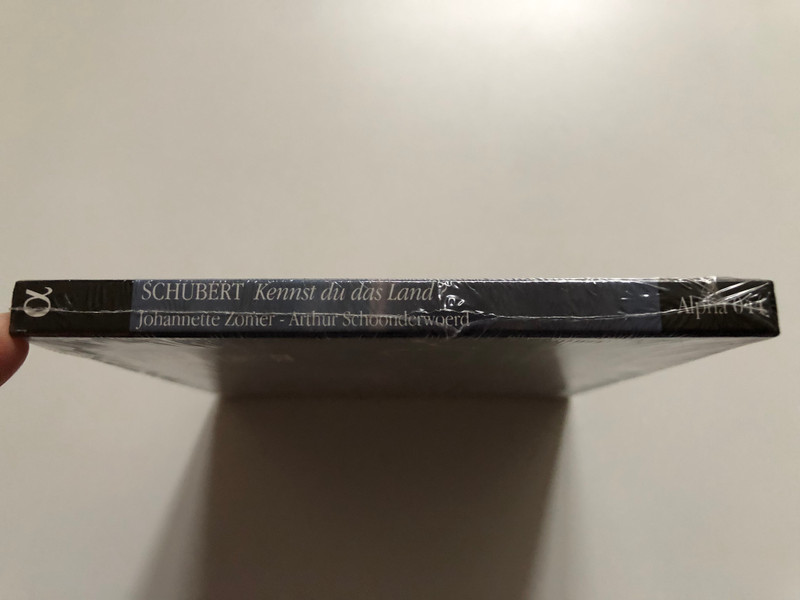 α
SCHUBERT Kennst du das Land?
Johannette Zomer - Arthur Schoonderwoerd
Alpha 044